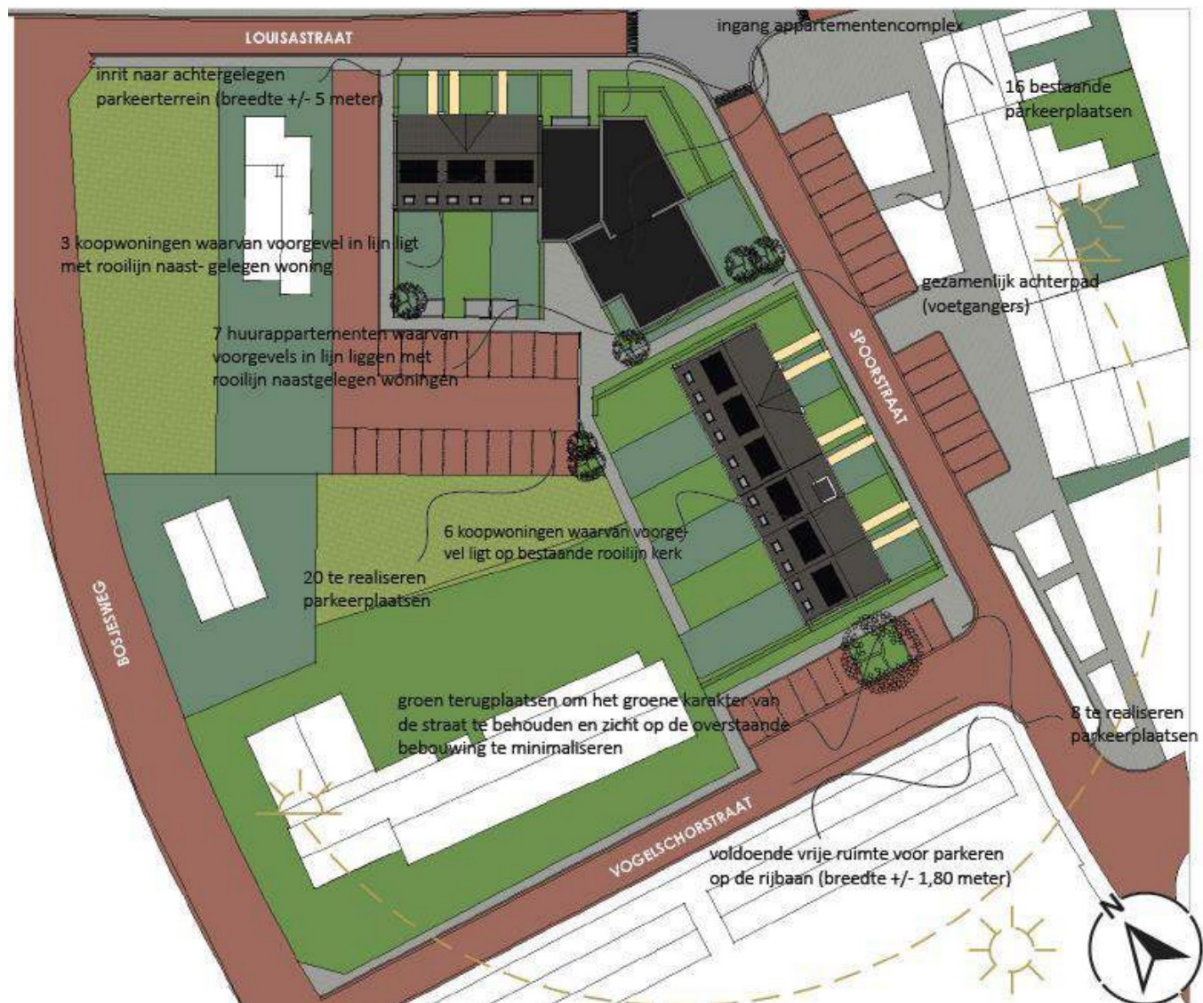 LOUISASTRAAT
ingang appartementencomplex
inrit naar achtergelegen
parkeerterrein (breedte +/- 5 meter)
16 bestaande
parkeerplaatsen
3 koopwoningen waarvan voorgevel in lijn ligt
met rooilijn naast- gelegen woning
gezamenlijk achterpad
(voetgangers)
7 huurappartementen waarvan
voorgevels in lijn liggen met
rooilijn naastgelegen woningen
SPOORSTRAAT
6 koopwoningen waarvan voorge-
vel ligt op bestaande rooilijn kerk
20 te realiseren
parkeerplaatsen
BOSJESWEG
groen terugplaatsen om het groene karakter van
de straat te behouden en zicht op de overstaande
bebouwing te minimaliseren
8 te realiseren
parkeerplaatsen
VOGELSCHORSTRAAT
voldoende vrije ruimte voor parkeren
op de rijbaan (breedte +/- 1,80 meter)
N